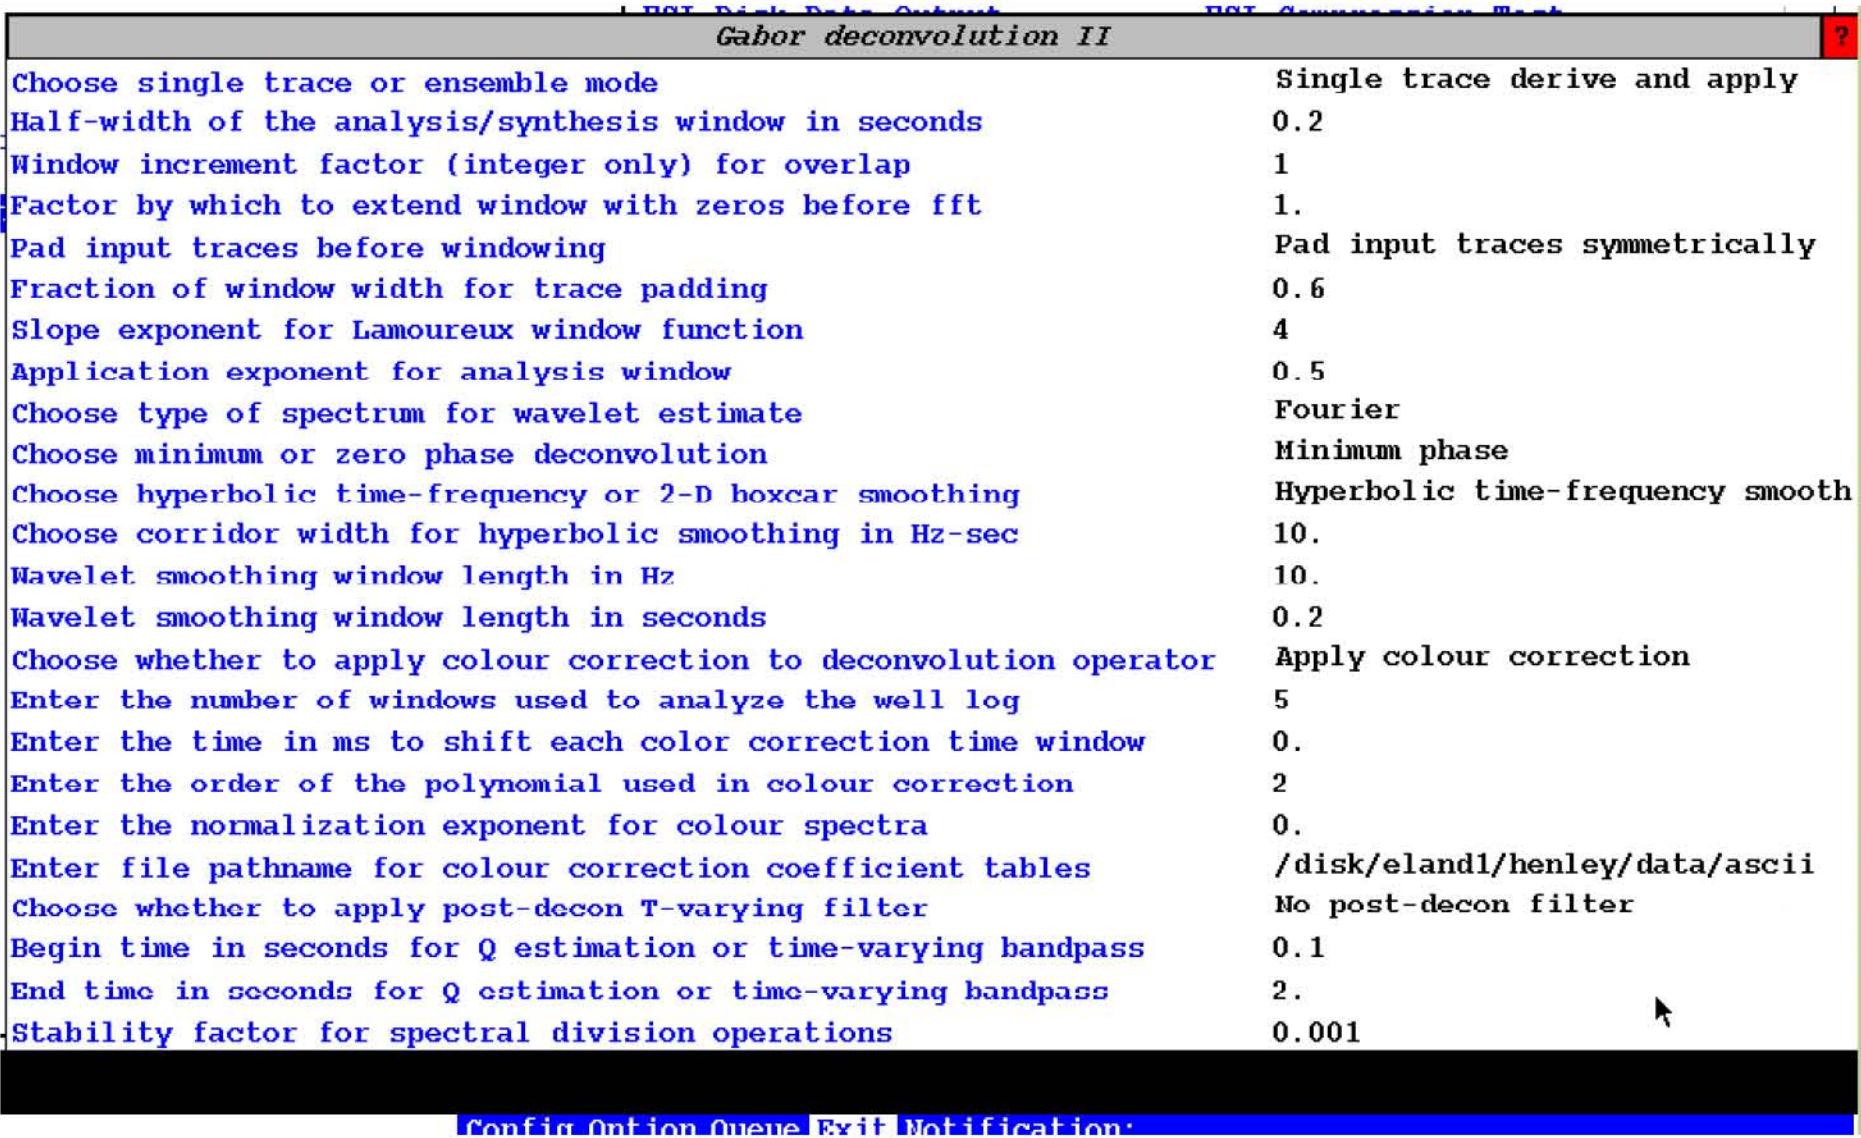 Gabor deconvolution II ?
Choose single trace or ensemble mode Single trace derive and apply
Half-width of the analysis/synthesis window in seconds 0.2
Window increment factor (integer only) for overlap 1
Factor by which to extend window with zeros before fft 1.
Pad input traces before windowing Pad input traces symmetrically
Fraction of window width for trace padding 0.6
Slope exponent for Lamoureux window function 4
Application exponent for analysis window 0.5
Choose type of spectrum for wavelet estimate Fourier
Choose minimum or zero phase deconvolution Minimum phase
Choose hyperbolic time-frequency or 2-D boxcar smoothing Hyperbolic time-frequency smooth
Choose corridor width for hyperbolic smoothing in Hz-sec 10.
Wavelet smoothing window length in Hz 10.
Wavelet smoothing window length in seconds 0.2
Choose whether to apply colour correction to deconvolution operator Apply colour correction
Enter the number of windows used to analyze the well log 5
Enter the time in ms to shift each color correction time window 0.
Enter the order of the polynomial used in colour correction 2
Enter the normalization exponent for colour spectra 0.
Enter file pathname for colour correction coefficient tables /disk/eland1/henley/data/ascii
Choose whether to apply post-decon T-varying filter No post-decon filter
Begin time in seconds for Q estimation or time-varying bandpass 0.1
End time in seconds for Q estimation or time-varying bandpass 2.
Stability factor for spectral division operations 0.001
Config Option Queue Exit Notification: